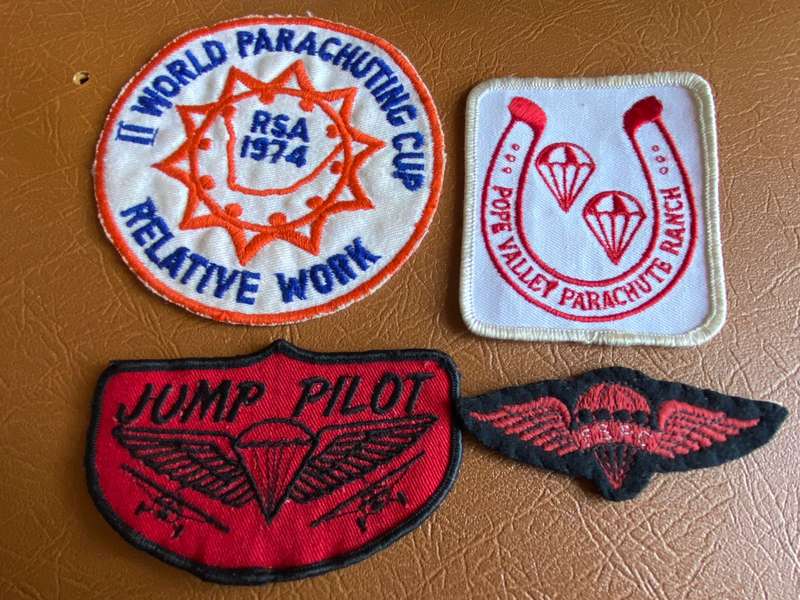 II WORLD PARACHUTING CUP
RSA
1974
RELATIVE WORK
POPE VALLEY PARACHUTE RANCH
JUMP PILOT